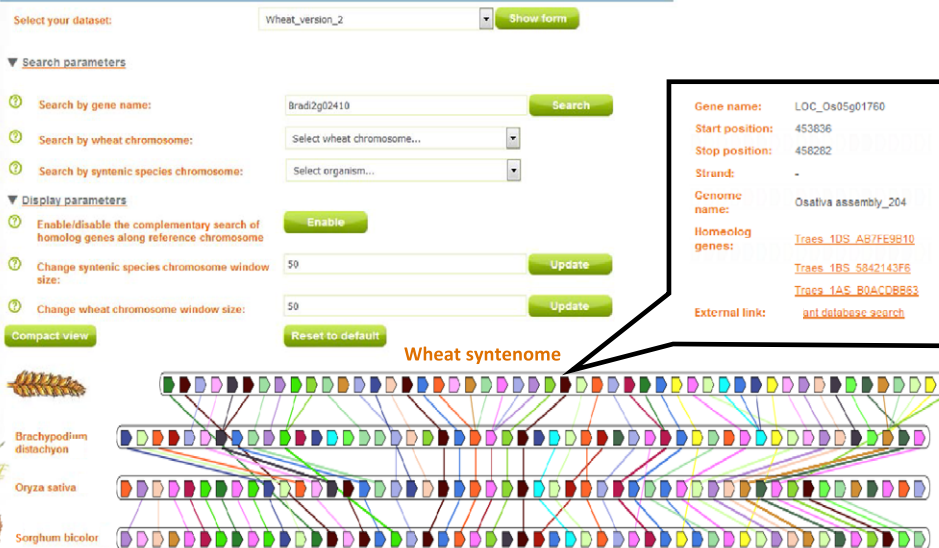 Select your dataset: Wheat_version_2 Show form
Search parameters
Search by gene name: Bradi2g02410 Search
Search by wheat chromosome: Select wheat chromosome...
Search by syntenic species chromosome: Select organism...
Display parameters
Enable/disable the complementary search of
homolog genes along reference chromosome
Enable
Change syntenic species chromosome window
size:
50 Update
Change wheat chromosome window size: 50 Update
Compact view Reset to default
Gene name: LOC_Os05g01760
Start position: 453836
Stop position: 458282
Strand: -
Genome
name:
Osativa assembly_204
Homeolog
genes:
Traes_1DS_AB7FE9B10
Traes_1BS_5842143F6
Traes_1AS_B0ACDBB63
External link: ant database search
Wheat syntenome
Brachypodium
distachyon
Oryza sativa
Sorghum bicolor